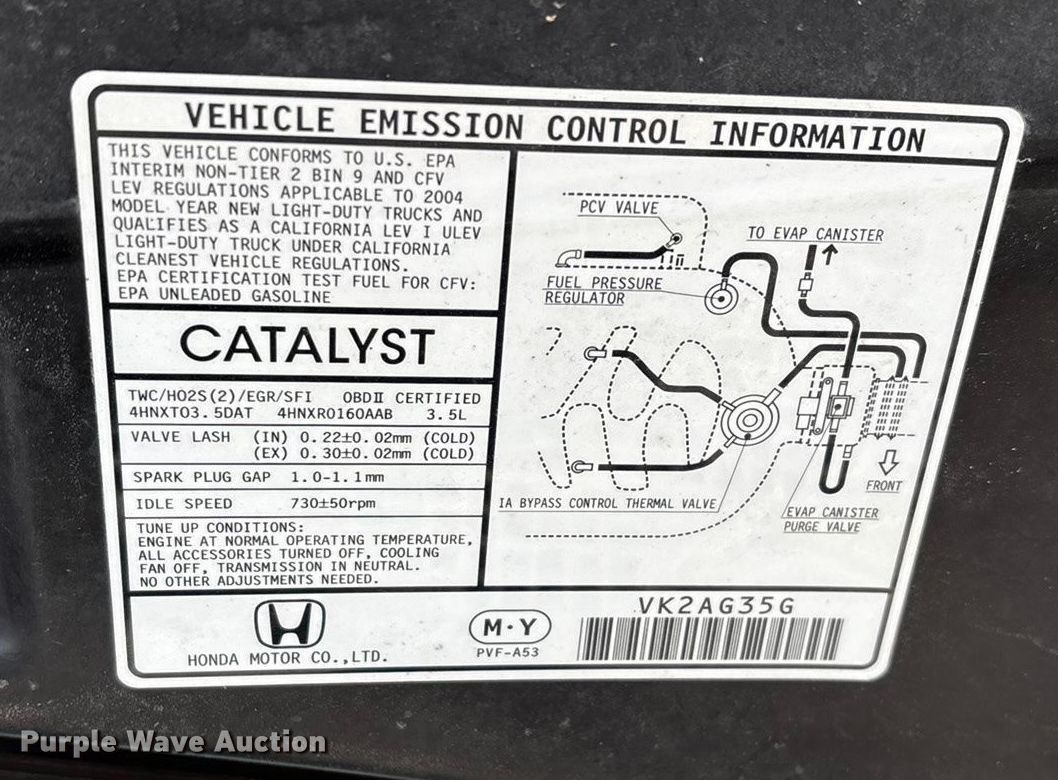 VEHICLE EMISSION CONTROL INFORMATION
THIS VEHICLE CONFORMS TO U.S. EPA
INTERIM NON-TIER 2 BIN 9 AND CFV
LEV REGULATIONS APPLICABLE TO 2004
MODEL YEAR NEW LIGHT-DUTY TRUCKS AND
QUALIFIES AS A CALIFORNIA LEV I ULEV
LIGHT-DUTY TRUCK UNDER CALIFORNIA
CLEANEST VEHICLE REGULATIONS.
EPA CERTIFICATION TEST FUEL FOR CFV:
EPA UNLEADED GASOLINE
CATALYST
TWC/HO2S(2)/EGR/SFI OBDⅡ CERTIFIED
4HNXT03.5DAT 4HNXR0160AAB 3.5L
VALVE LASH (IN) 0.22±0.02mm (COLD)
(EX) 0.30±0.02mm (COLD)
SPARK PLUG GAP 1.0-1.1mm
IDLE SPEED 730±50rpm
TUNE UP CONDITIONS:
ENGINE AT NORMAL OPERATING TEMPERATURE,
ALL ACCESSORIES TURNED OFF, COOLING
FAN OFF, TRANSMISSION IN NEUTRAL.
NO OTHER ADJUSTMENTS NEEDED.
PCV VALVE
TO EVAP CANISTER
FUEL PRESSURE
REGULATOR
FRONT
IA BYPASS CONTROL THERMAL VALVE
EVAP CANISTER
PURGE VALVE
HONDA MOTOR CO.,LTD.
M·Y
PVF-A53
VK2AG35G
Purple Wave Auction